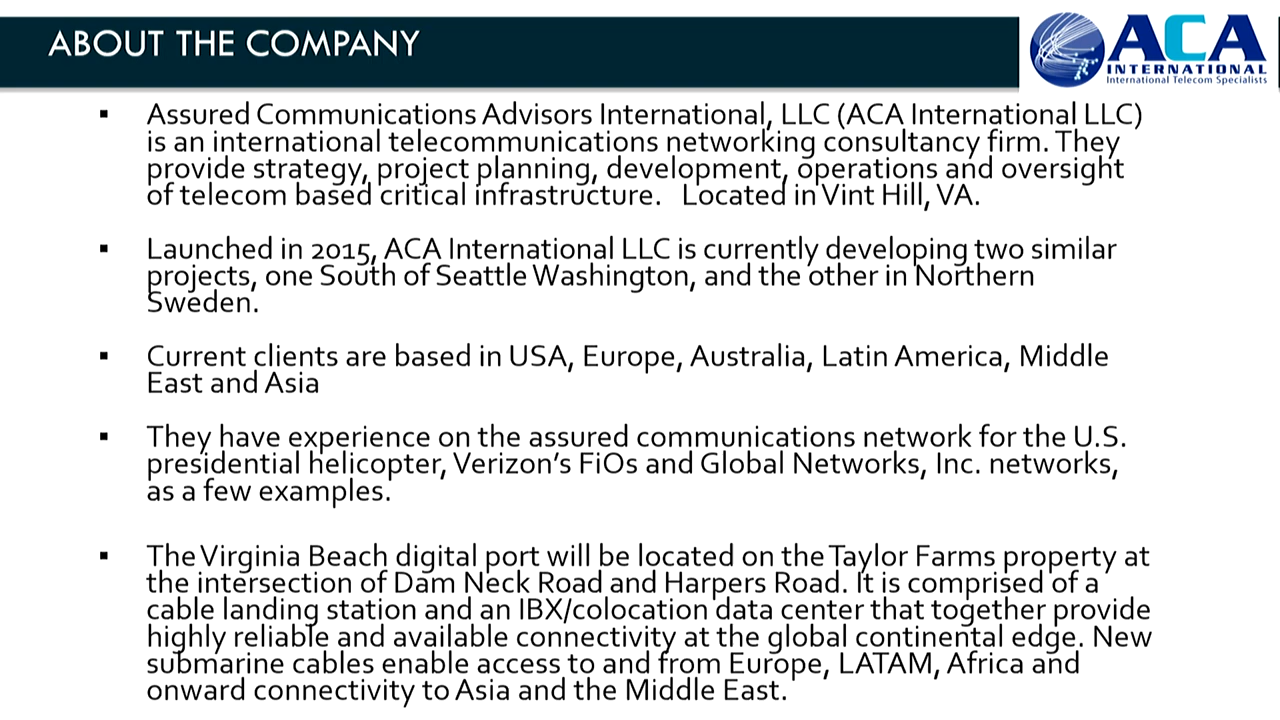 ABOUT THE COMPANY
ACA
INTERNATIONAL
International Telecom Specialists
▪ Assured Communications Advisors International, LLC (ACA International LLC)
is an international telecommunications networking consultancy firm. They
provide strategy, project planning, development, operations and oversight
of telecom based critical infrastructure. Located in Vint Hill, VA.
▪ Launched in 2015, ACA International LLC is currently developing two similar
projects, one South of Seattle Washington, and the other in Northern
Sweden.
▪ Current clients are based in USA, Europe, Australia, Latin America, Middle
East and Asia
▪ They have experience on the assured communications network for the U.S.
presidential helicopter, Verizon’s FiOs and Global Networks, Inc. networks,
as a few examples.
▪ The Virginia Beach digital port will be located on the Taylor Farms property at
the intersection of Dam Neck Road and Harpers Road. It is comprised of a
cable landing station and an IBX/colocation data center that together provide
highly reliable and available connectivity at the global continental edge. New
submarine cables enable access to and from Europe, LATAM, Africa and
onward connectivity to Asia and the Middle East.